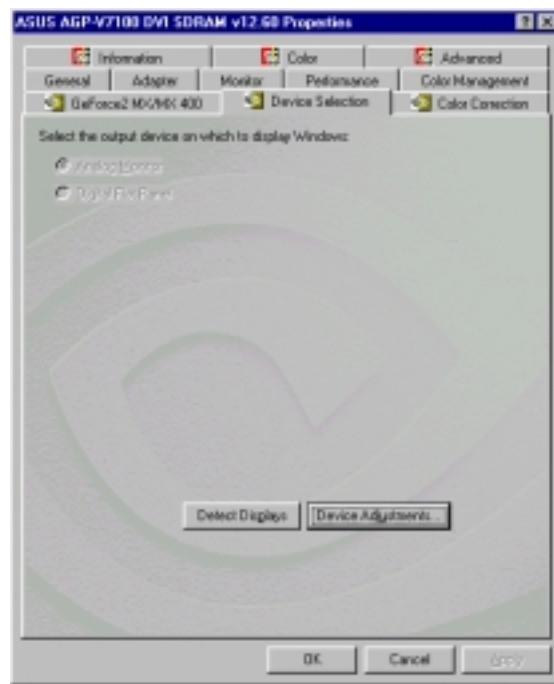 ASUS AGP-V7100 DVI SDRAM v12.60 Properties
Information Color Advanced
General Adapter Monitor Performance Color Management
GeForce2 MX/MX 400 Device Selection Color Correction
Select the output device on which to display Windows:
Analog Monitor
Digital Flat Panel
Detect Displays Device Adjustments...
OK Cancel Apply